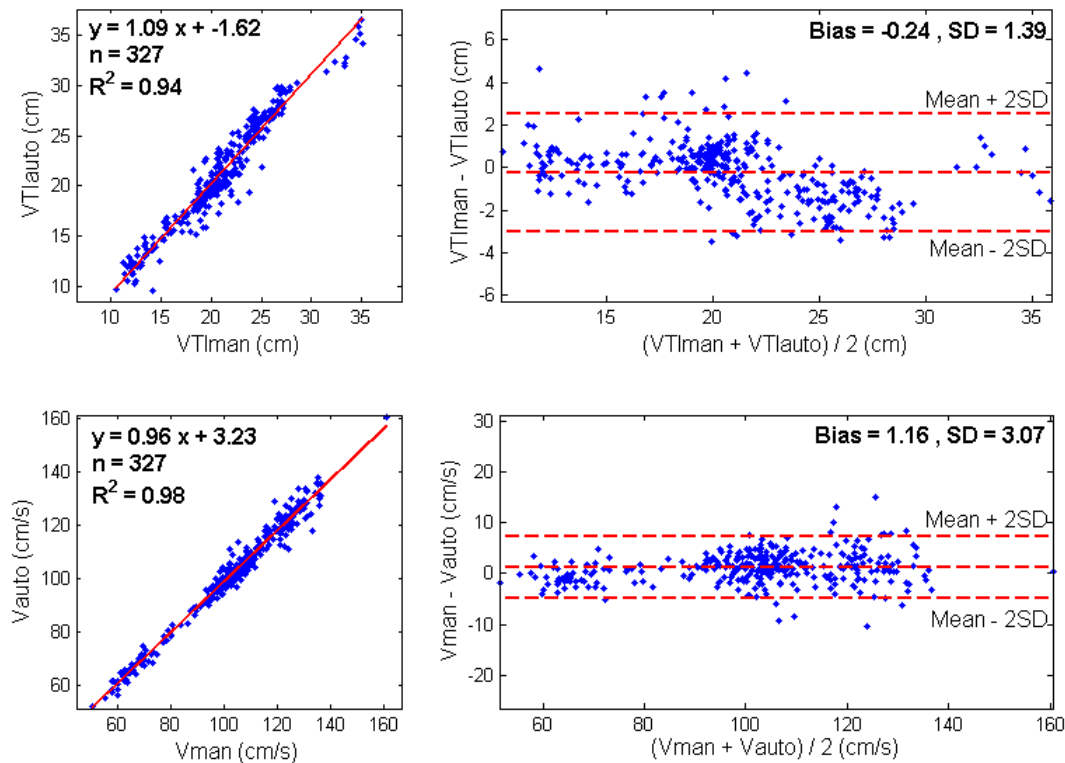 y = 1.09 x + -1.62
n = 327
R² = 0.94
35
30
25
20
15
10
VTIauto (cm)
10 15 20 25 30 35
VTIman (cm)
Bias = -0.24 , SD = 1.39
Mean + 2SD
Mean - 2SD
6
4
2
0
-2
-4
-6
VTIman - VTIauto (cm)
15 20 25 30 35
(VTIman + VTIauto) / 2 (cm)
y = 0.96 x + 3.23
n = 327
R² = 0.98
160
140
120
100
80
60
Vauto (cm/s)
60 80 100 120 140 160
Vman (cm/s)
Bias = 1.16 , SD = 3.07
Mean + 2SD
Mean - 2SD
30
20
10
0
-10
-20
Vman - Vauto (cm/s)
60 80 100 120 140 160
(Vman + Vauto) / 2 (cm/s)